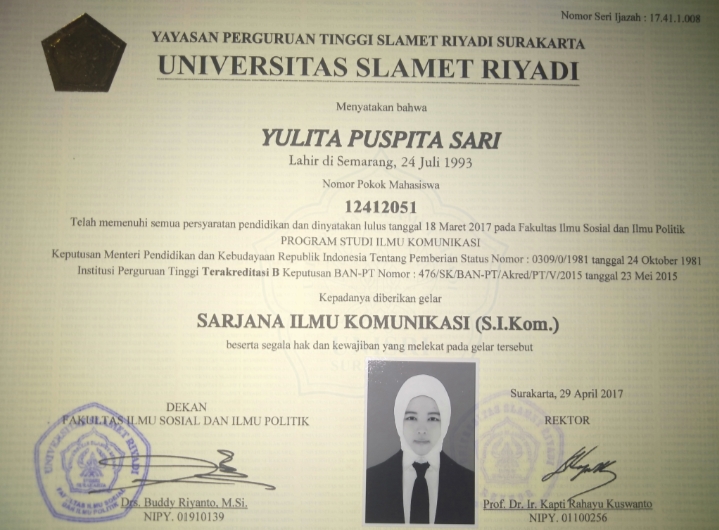 Nomor Seri Ijazah : 17.41.1.008
YAYASAN PERGURUAN TINGGI SLAMET RIYADI SURAKARTA
UNIVERSITAS SLAMET RIYADI
Menyatakan bahwa
YULITA PUSPITA SARI
Lahir di Semarang, 24 Juli 1993
Nomor Pokok Mahasiswa
12412051
Telah memenuhi semua persyaratan pendidikan dan dinyatakan lulus tanggal 18 Maret 2017 pada Fakultas Ilmu Sosial dan Ilmu Politik
PROGRAM STUDI ILMU KOMUNIKASI
Keputusan Menteri Pendidikan dan Kebudayaan Republik Indonesia Tentang Pemberian Status Nomor : 0309/0/1981 tanggal 24 Oktober 1981
Institusi Perguruan Tinggi Terakreditasi B Keputusan BAN-PT Nomor : 476/SK/BAN-PT/Akred/PT/V/2015 tanggal 23 Mei 2015
Kepadanya diberikan gelar
SARJANA ILMU KOMUNIKASI (S.I.Kom.)
beserta segala hak dan kewajiban yang melekat pada gelar tersebut
DEKAN
FAKULTAS ILMU SOSIAL DAN ILMU POLITIK
Drs. Buddy Riyanto, M.Si.
NIPY. 01910139
Surakarta, 29 April 2017
REKTOR
Prof. Dr. Ir. Kapti Rahayu Kuswanto
NIPY. 01100256